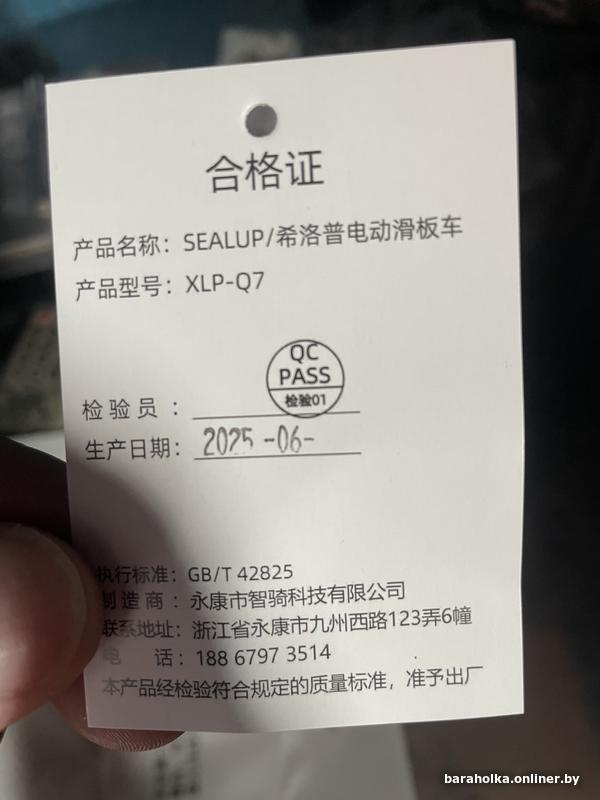 合格证
产品名称：SEALUP/希洛普电动滑板车
产品型号：XLP-Q7
QC
PASS
检验01
检验员：
生产日期：2025-06-
执行标准：GB/T 42825
制造商：永康市智骑科技有限公司
联系地址：浙江省永康市九州西路123弄6幢
电话：188 6797 3514
本产品经检验符合规定的质量标准，准予出厂
baraholka.onliner.by